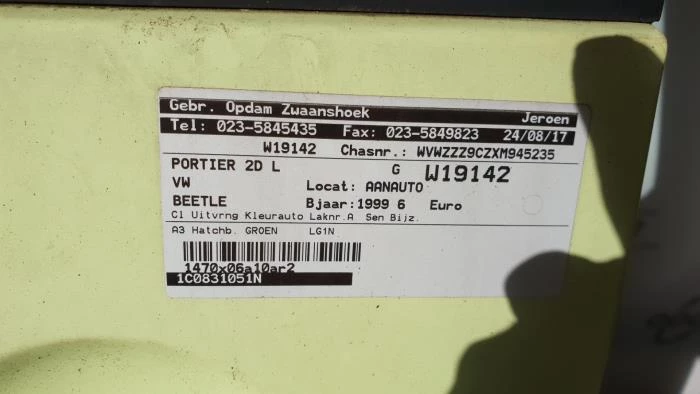 Gebr. Opdam Zwaanshoek Jeroen
Tel: 023-5845435 Fax: 023-5849823 24/08/17
W19142 Chasnr.: WVWZZZ9CZXM945235
PORTIER 2D L G W19142
VW Locat: AANAUTO
BEETLE Bjaar:1999 6 Euro
Cl Uitvrng Kleurauto Laknr.A Sen Bijz.
A3 Hatchb. GROEN LG1N
1470x06a10ar2
1C0831051N